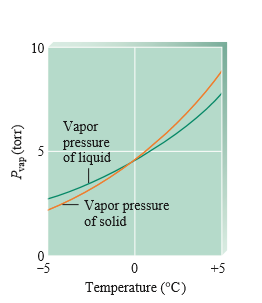 10
Vapor
pressure
of liquid
P_vap (torr)
5
Vapor pressure
of solid
0
−5
0
+5
Temperature (°C)